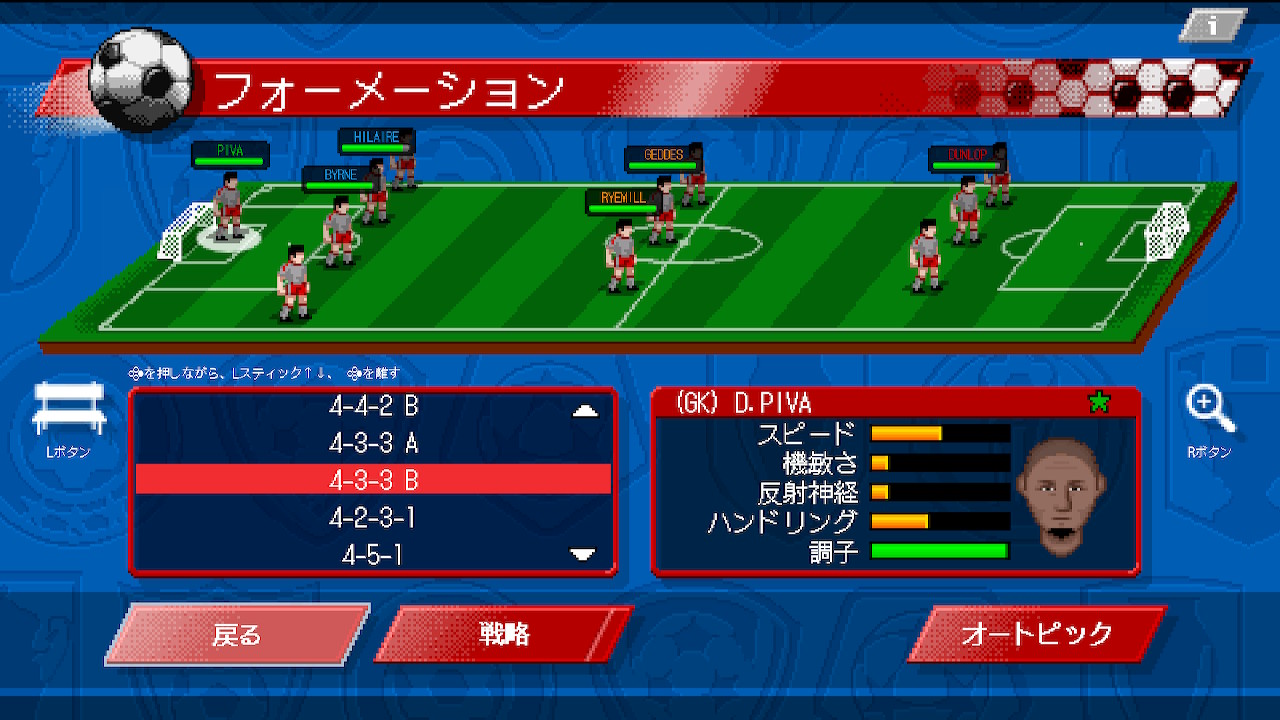 i
フォーメーション
HILAIRE
PIVA
GEDDES
DUNLOP
BYRNE
RYEMILL
を押しながら、Lスティック↑↓、 を離す
4-4-2 B
4-3-3 A
4-3-3 B
4-2-3-1
4-5-1
Lボタン
(GK) D.PIVA
スピード
機敏さ
反射神経
ハンドリング
調子
Rボタン
戻る
戦略
オートピック